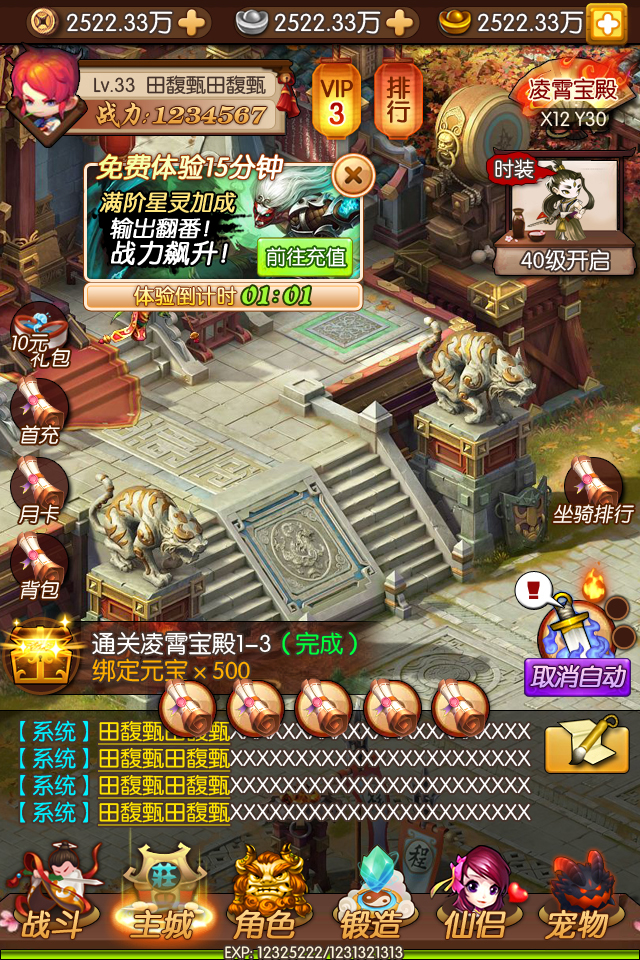 2522.33万 2522.33万 2522.33万
Lv.33 田馥甄田馥甄
战力:1234567
VIP 3
排行
凌霄宝殿
X12 Y30
免费体验15分钟
满阶星灵加成
输出翻番!
战力飙升!
前往充值
体验倒计时 01:01
时装
40级开启
10元礼包
首充
月卡
背包
坐骑排行
通关凌霄宝殿1-3(完成)
绑定元宝×500
取消自动
【系统】田馥甄田馥甄XXXXXXXXXXXXXXXXXXXXXXX
【系统】田馥甄田馥甄XXXXXXXXXXXXXXXXXXXXXXX
【系统】田馥甄田馥甄XXXXXXXXXXXXXXXXXXXXXXX
【系统】田馥甄田馥甄XXXXXXXXXXXXXXXXXXXXXXX
程
莊
战斗 主城 角色 锻造 仙侣 宠物
EXP: 12325222/1231321313